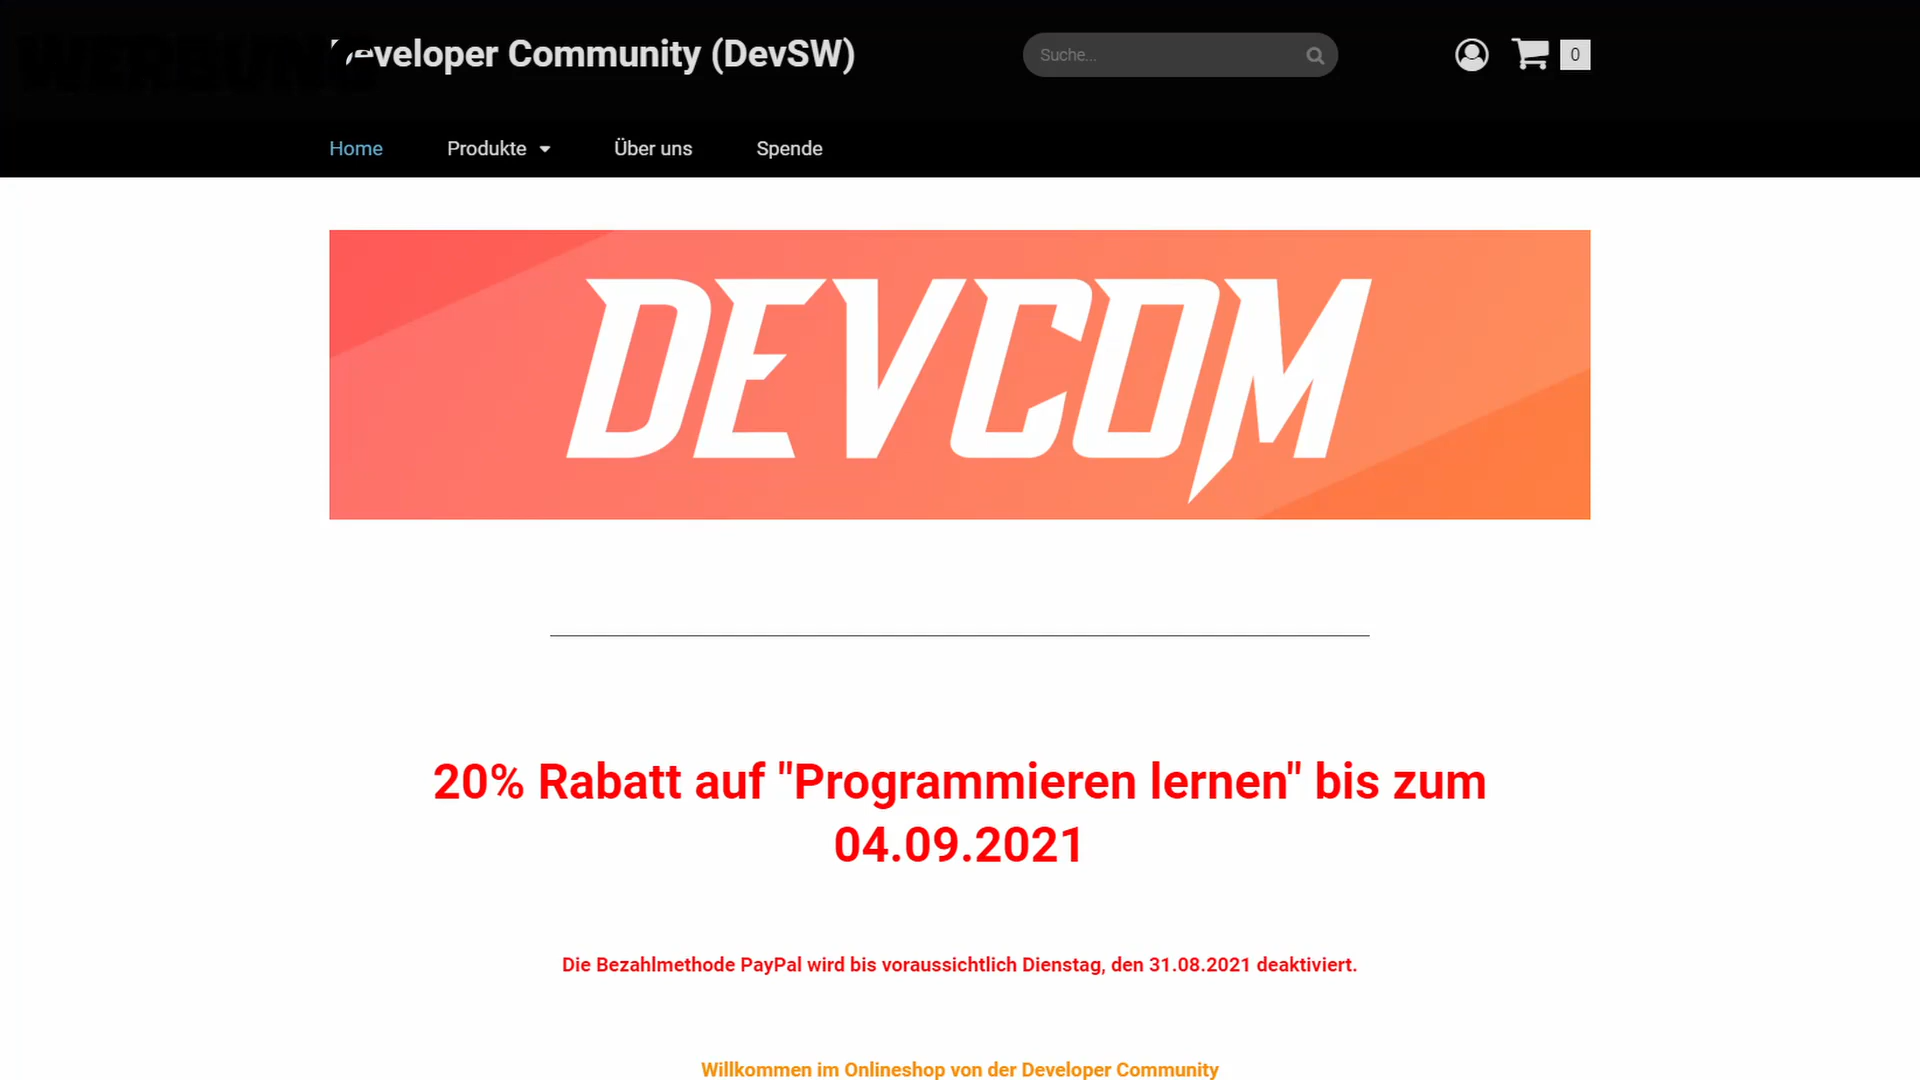 WERBUNG
veloper Community (DevSW)
Suche...
0
Home
Produkte
Über uns
Spende
DEVCOM
20% Rabatt auf "Programmieren lernen" bis zum
04.09.2021
Die Bezahlmethode PayPal wird bis voraussichtlich Dienstag, den 31.08.2021 deaktiviert.
Willkommen im Onlineshop von der Developer Community